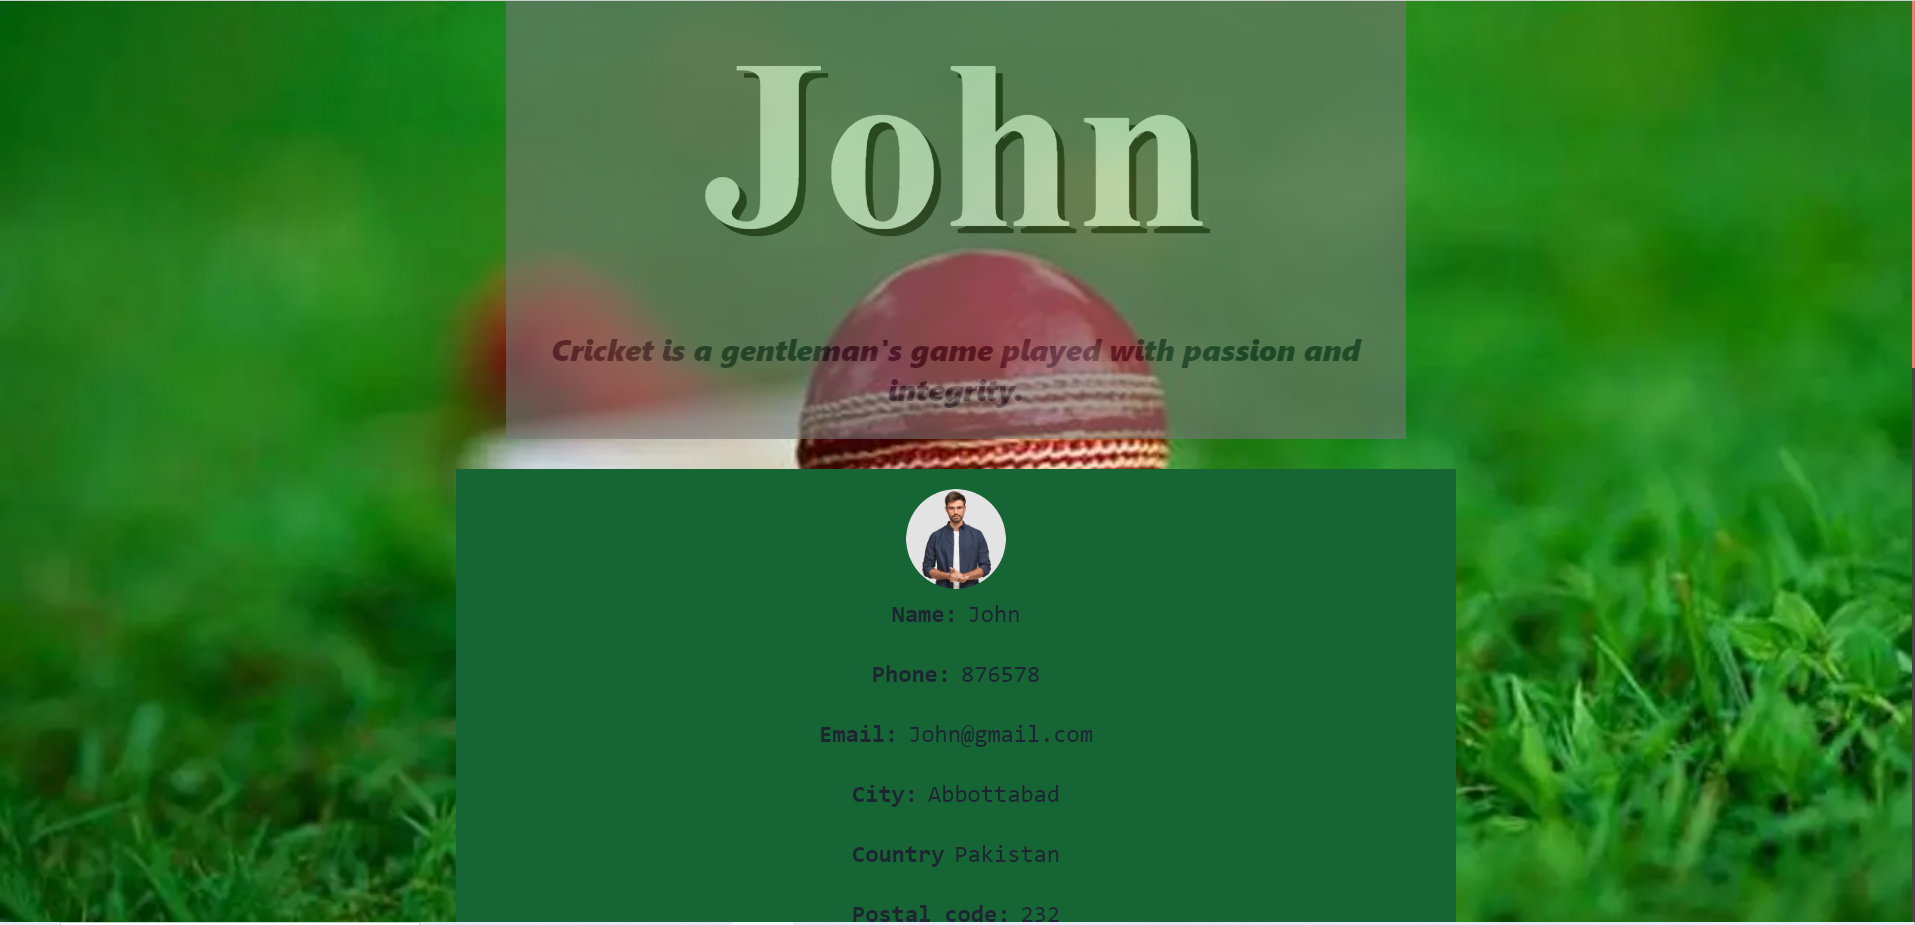 John
Cricket is a gentleman's game played with passion and
integrity.
Name: John
Phone: 876578
Email: John@gmail.com
City: Abbottabad
Country Pakistan
Postal code: 232